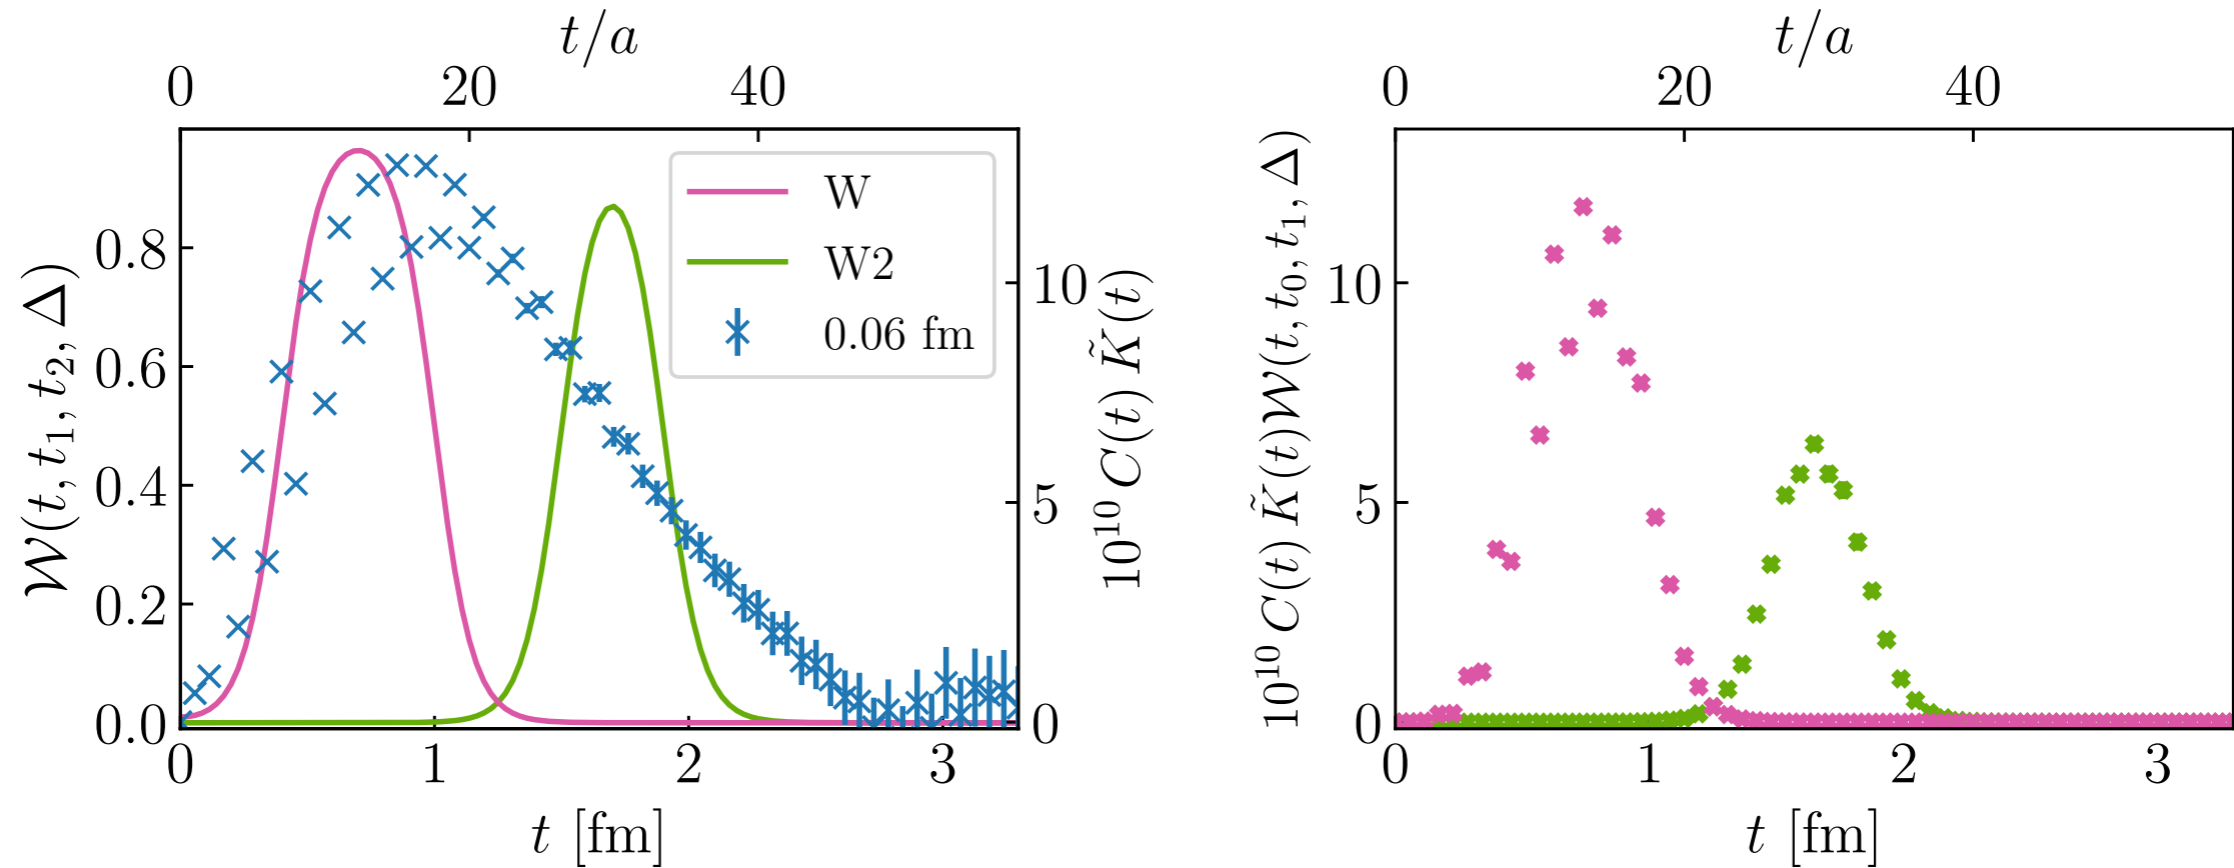 t/a
0 20 40
𝒲(t, t₁, t₂, Δ)
0.8
0.6
0.4
0.2
0.0
W
W2
0.06 fm
10
5
0
10¹⁰ C(t) K̃(t)
0 1 2 3
t [fm]
t/a
0 20 40
10¹⁰ C(t) K̃(t)𝒲(t, t₀, t₁, Δ)
10
5
0
0 1 2 3
t [fm]